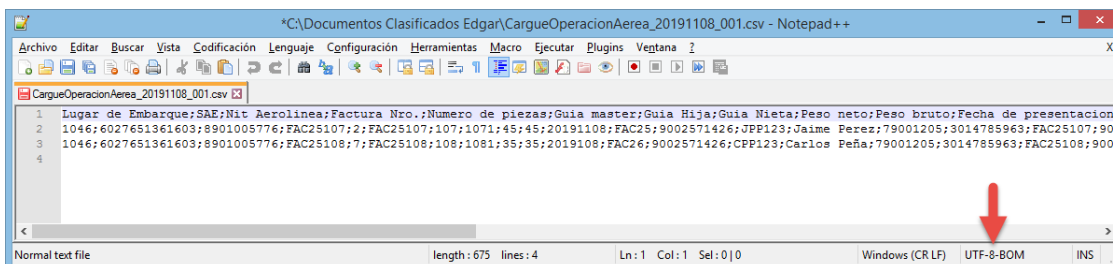 *C:\Documentos Clasificados Edgar\CargueOperacionAerea_20191108_001.csv - Notepad++
Archivo Editar Buscar Vista Codificación Lenguaje Configuración Herramientas Macro Ejecutar Plugins Ventana ? X
CargueOperacionAerea_20191108_001.csv
1 Lugar de Embarque;SAE;Nit Aerolinea;Factura Nro.;Numero de piezas;Guia master;Guia Hija;Guia Nieta;Peso neto;Peso bruto;Fecha de presentacion
2 1046;6027651361603;8901005776;FAC25107;2;FAC25107;107;1071;45;45;20191108;FAC25;9002571426;JPP123;Jaime Perez;79001205;3014785963;FAC25107;90
3 1046;6027651361603;8901005776;FAC25108;7;FAC25108;108;1081;35;35;2019108;FAC26;9002571426;CPP123;Carlos Peña;79001205;3014785963;FAC25108;900
4
Normal text file length : 675 lines : 4 Ln : 1 Col : 1 Sel : 0 | 0 Windows (CR LF) UTF-8-BOM INS